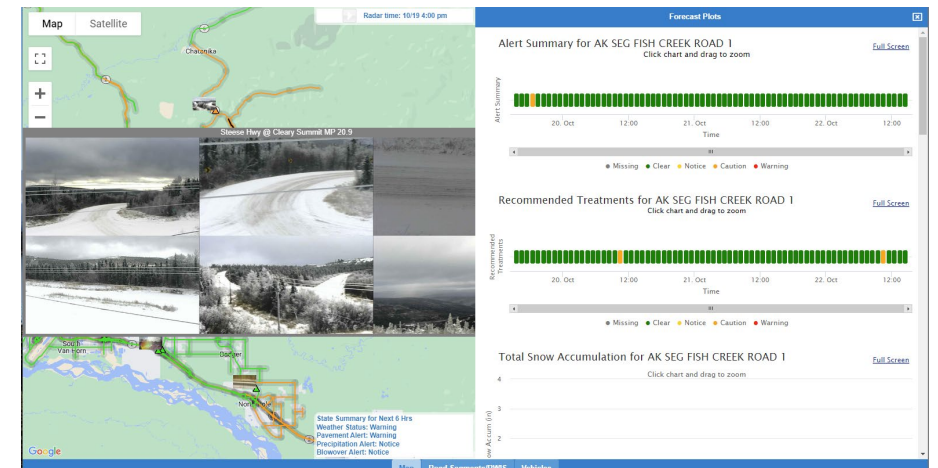 Map Satellite
Radar time: 10/19 4:00 pm
Chatanika
Steese Hwy @ Cleary Summit MP 20.9
South
Van Horn
Badger
State Summary for Next 6 Hrs
Weather Status: Warning
Pavement Alert: Warning
Precipitation Alert: Notice
Blowover Alert: Notice
Google
Forecast Plots
Alert Summary for AK SEG FISH CREEK ROAD 1
Click chart and drag to zoom
Full Screen
Alert Summary
20. Oct 12:00 21. Oct 12:00 22. Oct 12:00
Time
Missing Clear Notice Caution Warning
Recommended Treatments for AK SEG FISH CREEK ROAD 1
Click chart and drag to zoom
Full Screen
Recommended
Treatments
20. Oct 12:00 21. Oct 12:00 22. Oct 12:00
Time
Missing Clear Notice Caution Warning
Total Snow Accumulation for AK SEG FISH CREEK ROAD 1
Click chart and drag to zoom
Full Screen
4
3
2
Accum (in)
Map Road Segments/RWIS Vehicles